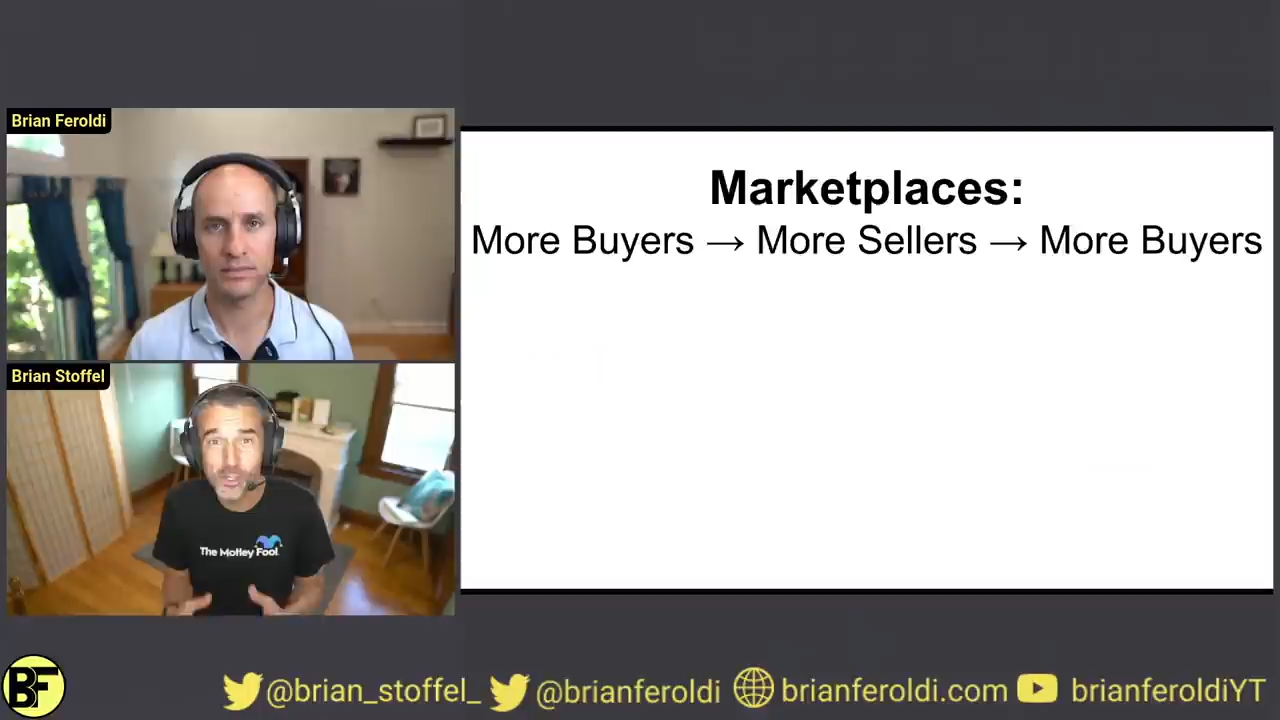 Brian Feroldi
Marketplaces:
More Buyers → More Sellers → More Buyers
Brian Stoffel
The Motley Fool
BF
@brian_stoffel_
@brianferoldi
brianferoldi.com
brianferoldiYT